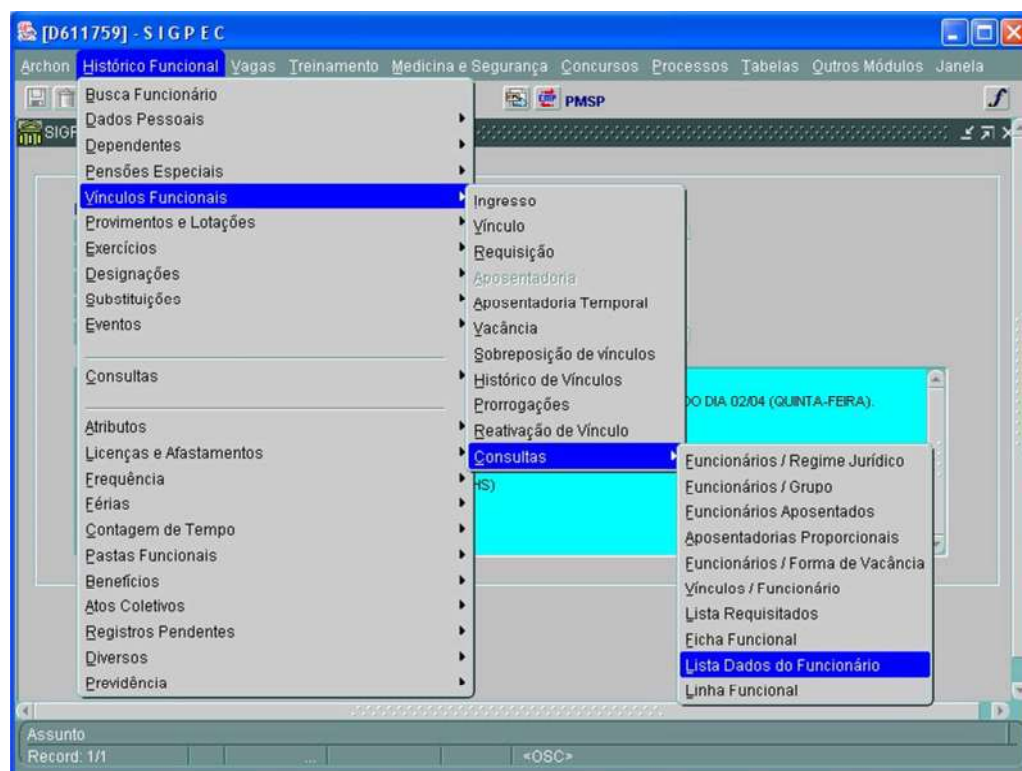 [D611759] - S I G P E C
Archon Histórico Funcional Vagas Treinamento Medicina e Segurança Concursos Processos Tabelas Outros Módulos Janela
PMSP
Busca Funcionário
Dados Pessoais
Dependentes
Pensões Especiais
Vínculos Funcionais
Provimentos e Lotações
Exercícios
Designações
Substituições
Eventos
Consultas
Atributos
Licenças e Afastamentos
Frequência
Férias
Contagem de Tempo
Pastas Funcionais
Benefícios
Atos Coletivos
Registros Pendentes
Diversos
Previdência
Ingresso
Vínculo
Requisição
Aposentadoria
Aposentadoria Temporal
Vacância
Sobreposição de vínculos
Histórico de Vínculos
Prorrogações
Reativação de Vínculo
Consultas
DO DIA 02/04 (QUINTA-FEIRA).
HS)
Funcionários / Regime Jurídico
Funcionários / Grupo
Funcionários Aposentados
Aposentadorias Proporcionais
Funcionários / Forma de Vacância
Vínculos / Funcionário
Lista Requisitados
Ficha Funcional
Lista Dados do Funcionário
Linha Funcional
Assunto
Record: 1/1 ... <OSC>